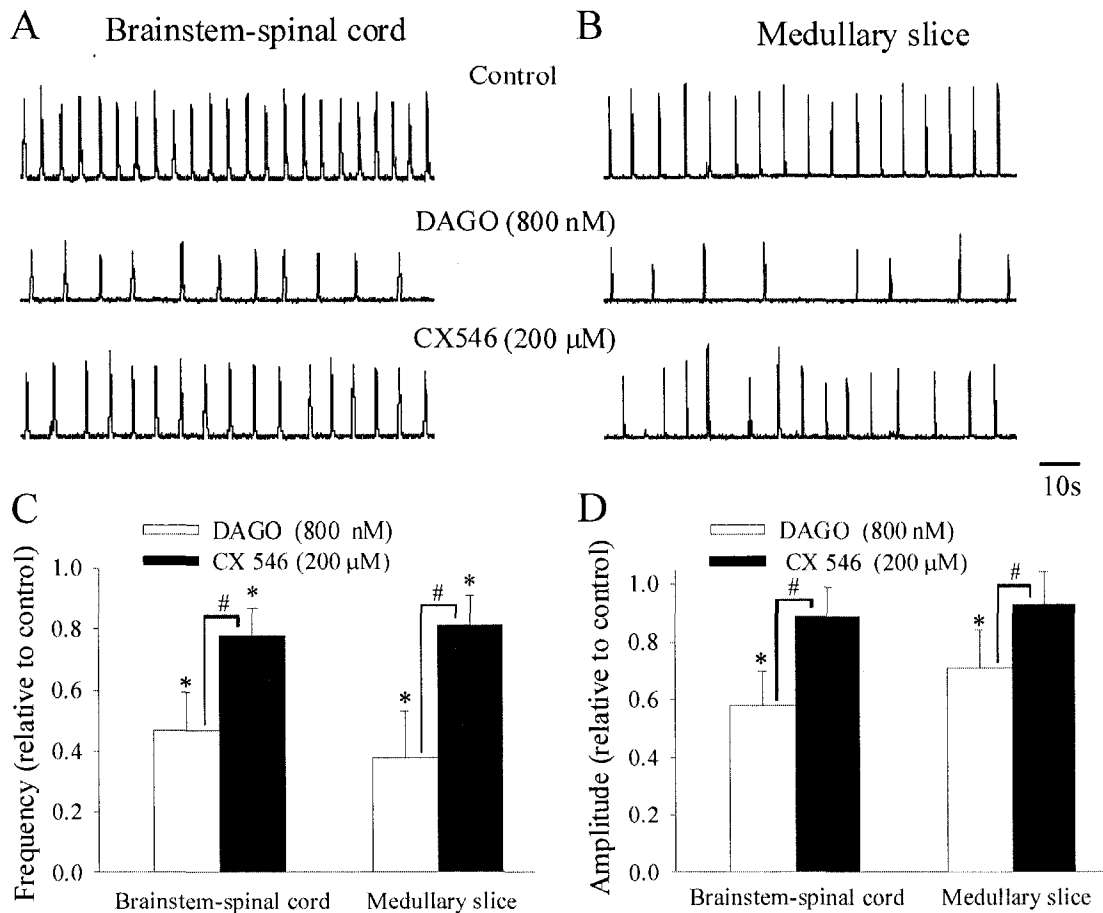 A
Brainstem-spinal cord
B
Medullary slice
Control
DAGO (800 nM)
CX546 (200 μM)
10s
C
DAGO (800 nM)
CX 546 (200 μM)
Frequency (relative to control)
1.0
0.8
0.6
0.4
0.2
0.0
* # * * # *
Brainstem-spinal cord
Medullary slice
D
DAGO (800 nM)
CX 546 (200 μM)
Amplitude (relative to control)
1.0
0.8
0.6
0.4
0.2
0.0
* # * #
Brainstem-spinal cord
Medullary slice